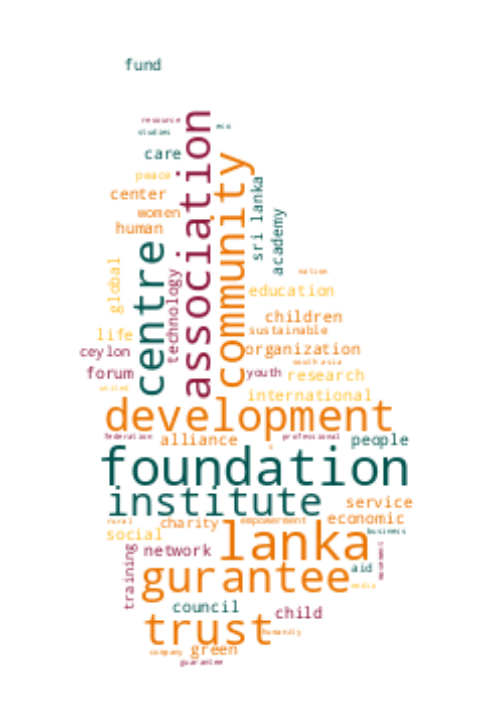 fund
resource
studies
eco
association
care
community
peace
sri lanka
center
women
academy
human
centre
global
technology
nation
education
children
life
sustainable
ceylon
organization
south asia
forum
youth
research
united
international
development
federation
alliance
professional
people
foundation
institute
service
rural
charity
empowerment
economic
social
business
lanka
training
network
movement
aid
gurantee
media
council
child
trust
humanity
company
green
guarantee